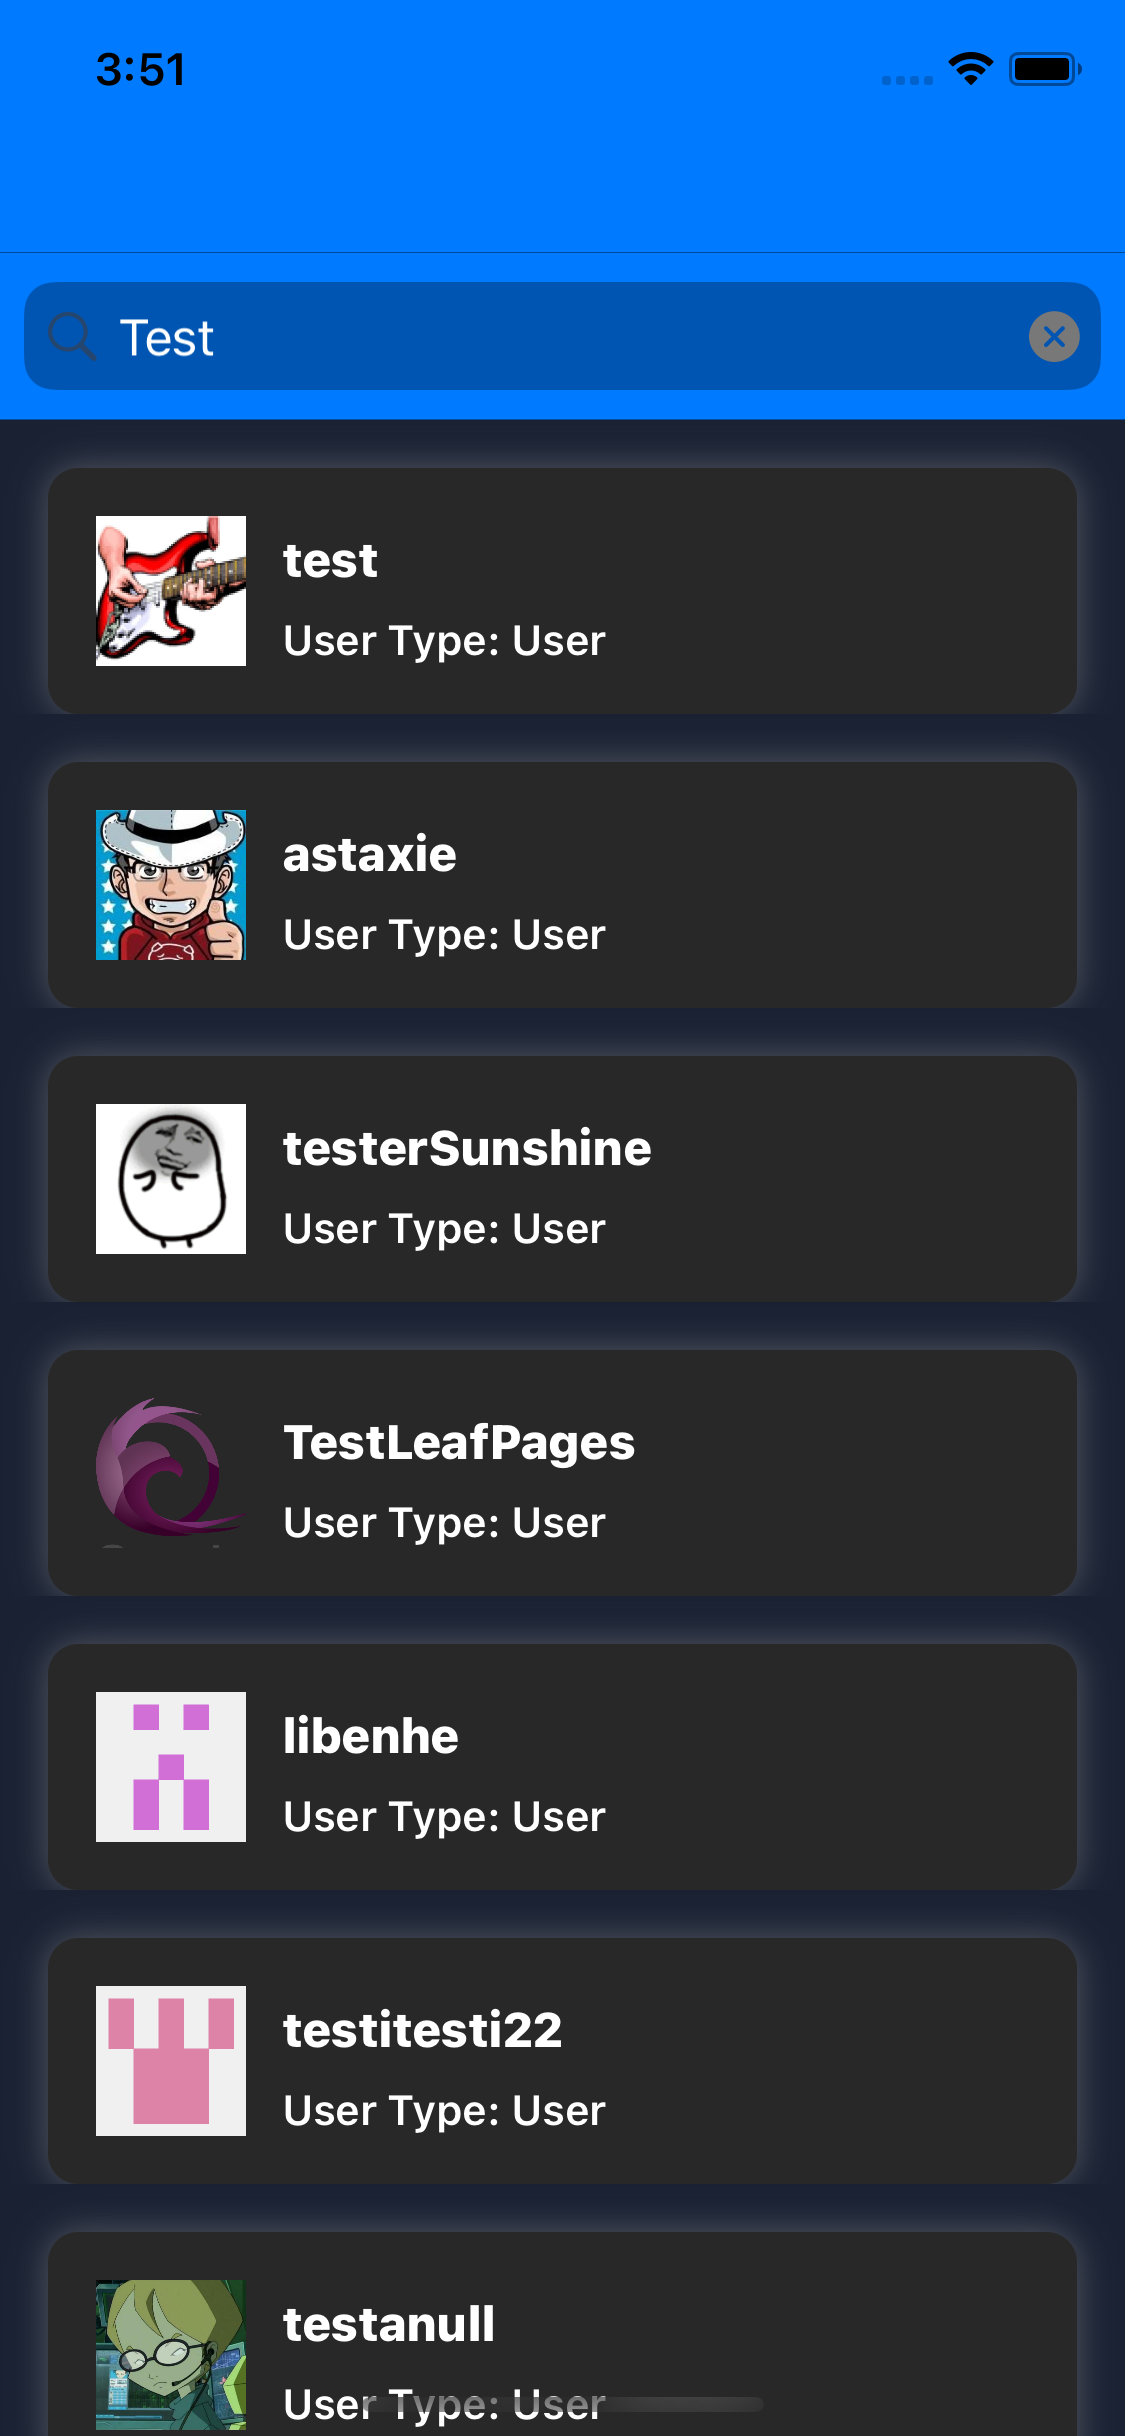 3:51
Test
test
User Type: User
astaxie
User Type: User
testerSunshine
User Type: User
TestLeafPages
User Type: User
libenhe
User Type: User
testitesti22
User Type: User
testanull
User Type: User